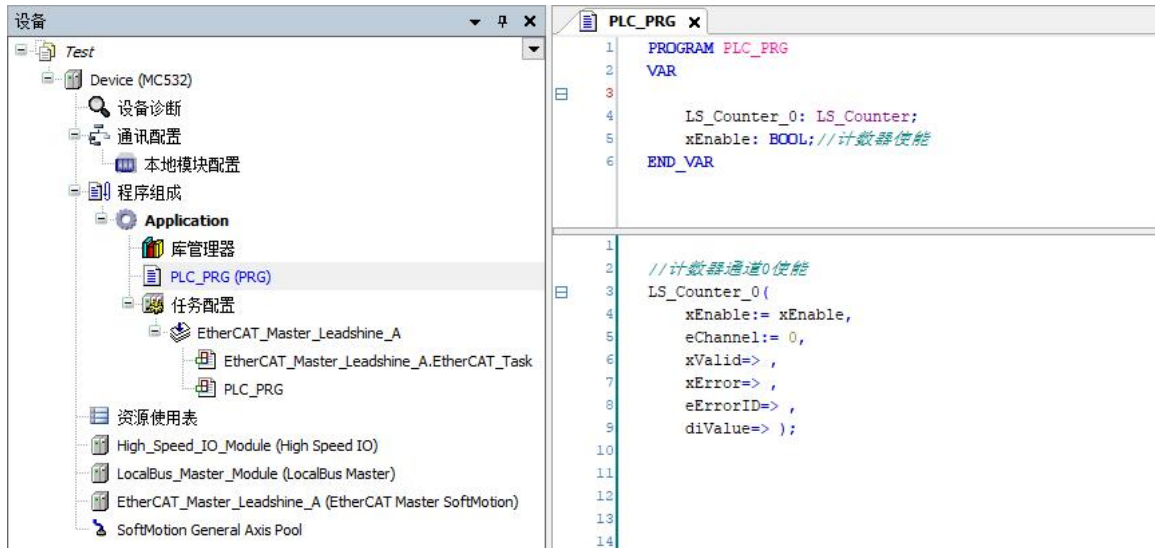 设备
Test
Device (MC532)
设备诊断
通讯配置
本地模块配置
程序组成
Application
库管理器
PLC_PRG (PRG)
任务配置
EtherCAT_Master_Leadshine_A
EtherCAT_Master_Leadshine_A.EtherCAT_Task
PLC_PRG
资源使用表
High_Speed_IO_Module (High Speed IO)
LocalBus_Master_Module (LocalBus Master)
EtherCAT_Master_Leadshine_A (EtherCAT Master SoftMotion)
SoftMotion General Axis Pool
PLC_PRG X
1 PROGRAM PLC_PRG
2 VAR
3
4 LS_Counter_0: LS_Counter;
5 xEnable: BOOL;//计数器使能
6 END_VAR
1
2 //计数器通道0使能
3 LS_Counter_0(
4 xEnable:= xEnable,
5 eChannel:= 0,
6 xValid=> ,
7 xError=> ,
8 eErrorID=> ,
9 diValue=> );
10
11
12
13
14